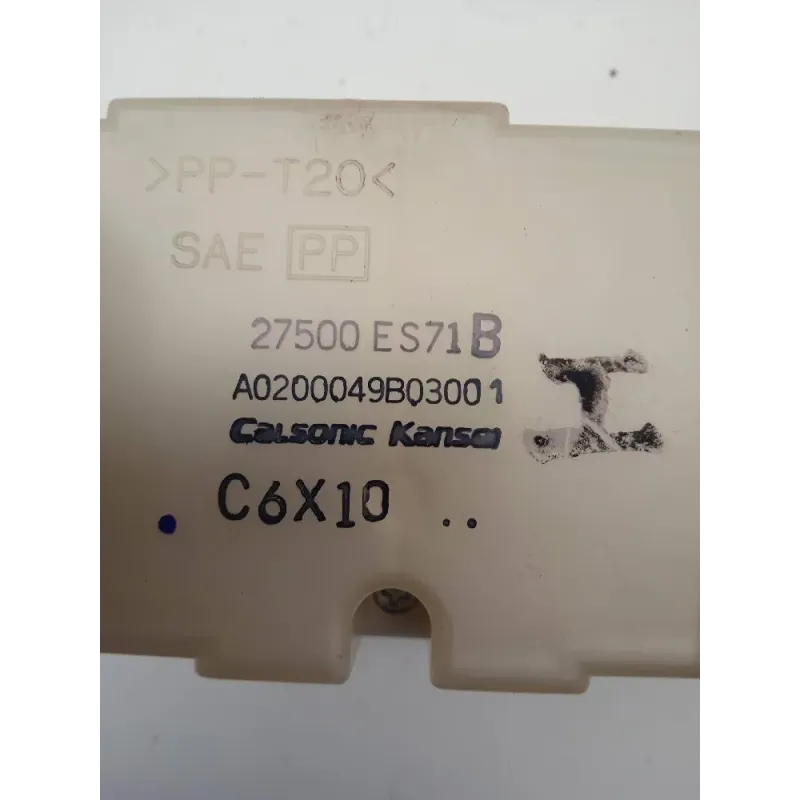 >PP-T20<
SAE PP
27500 ES71B
A0200049B03001
Calsonic Kansei
C6X10 ..
I